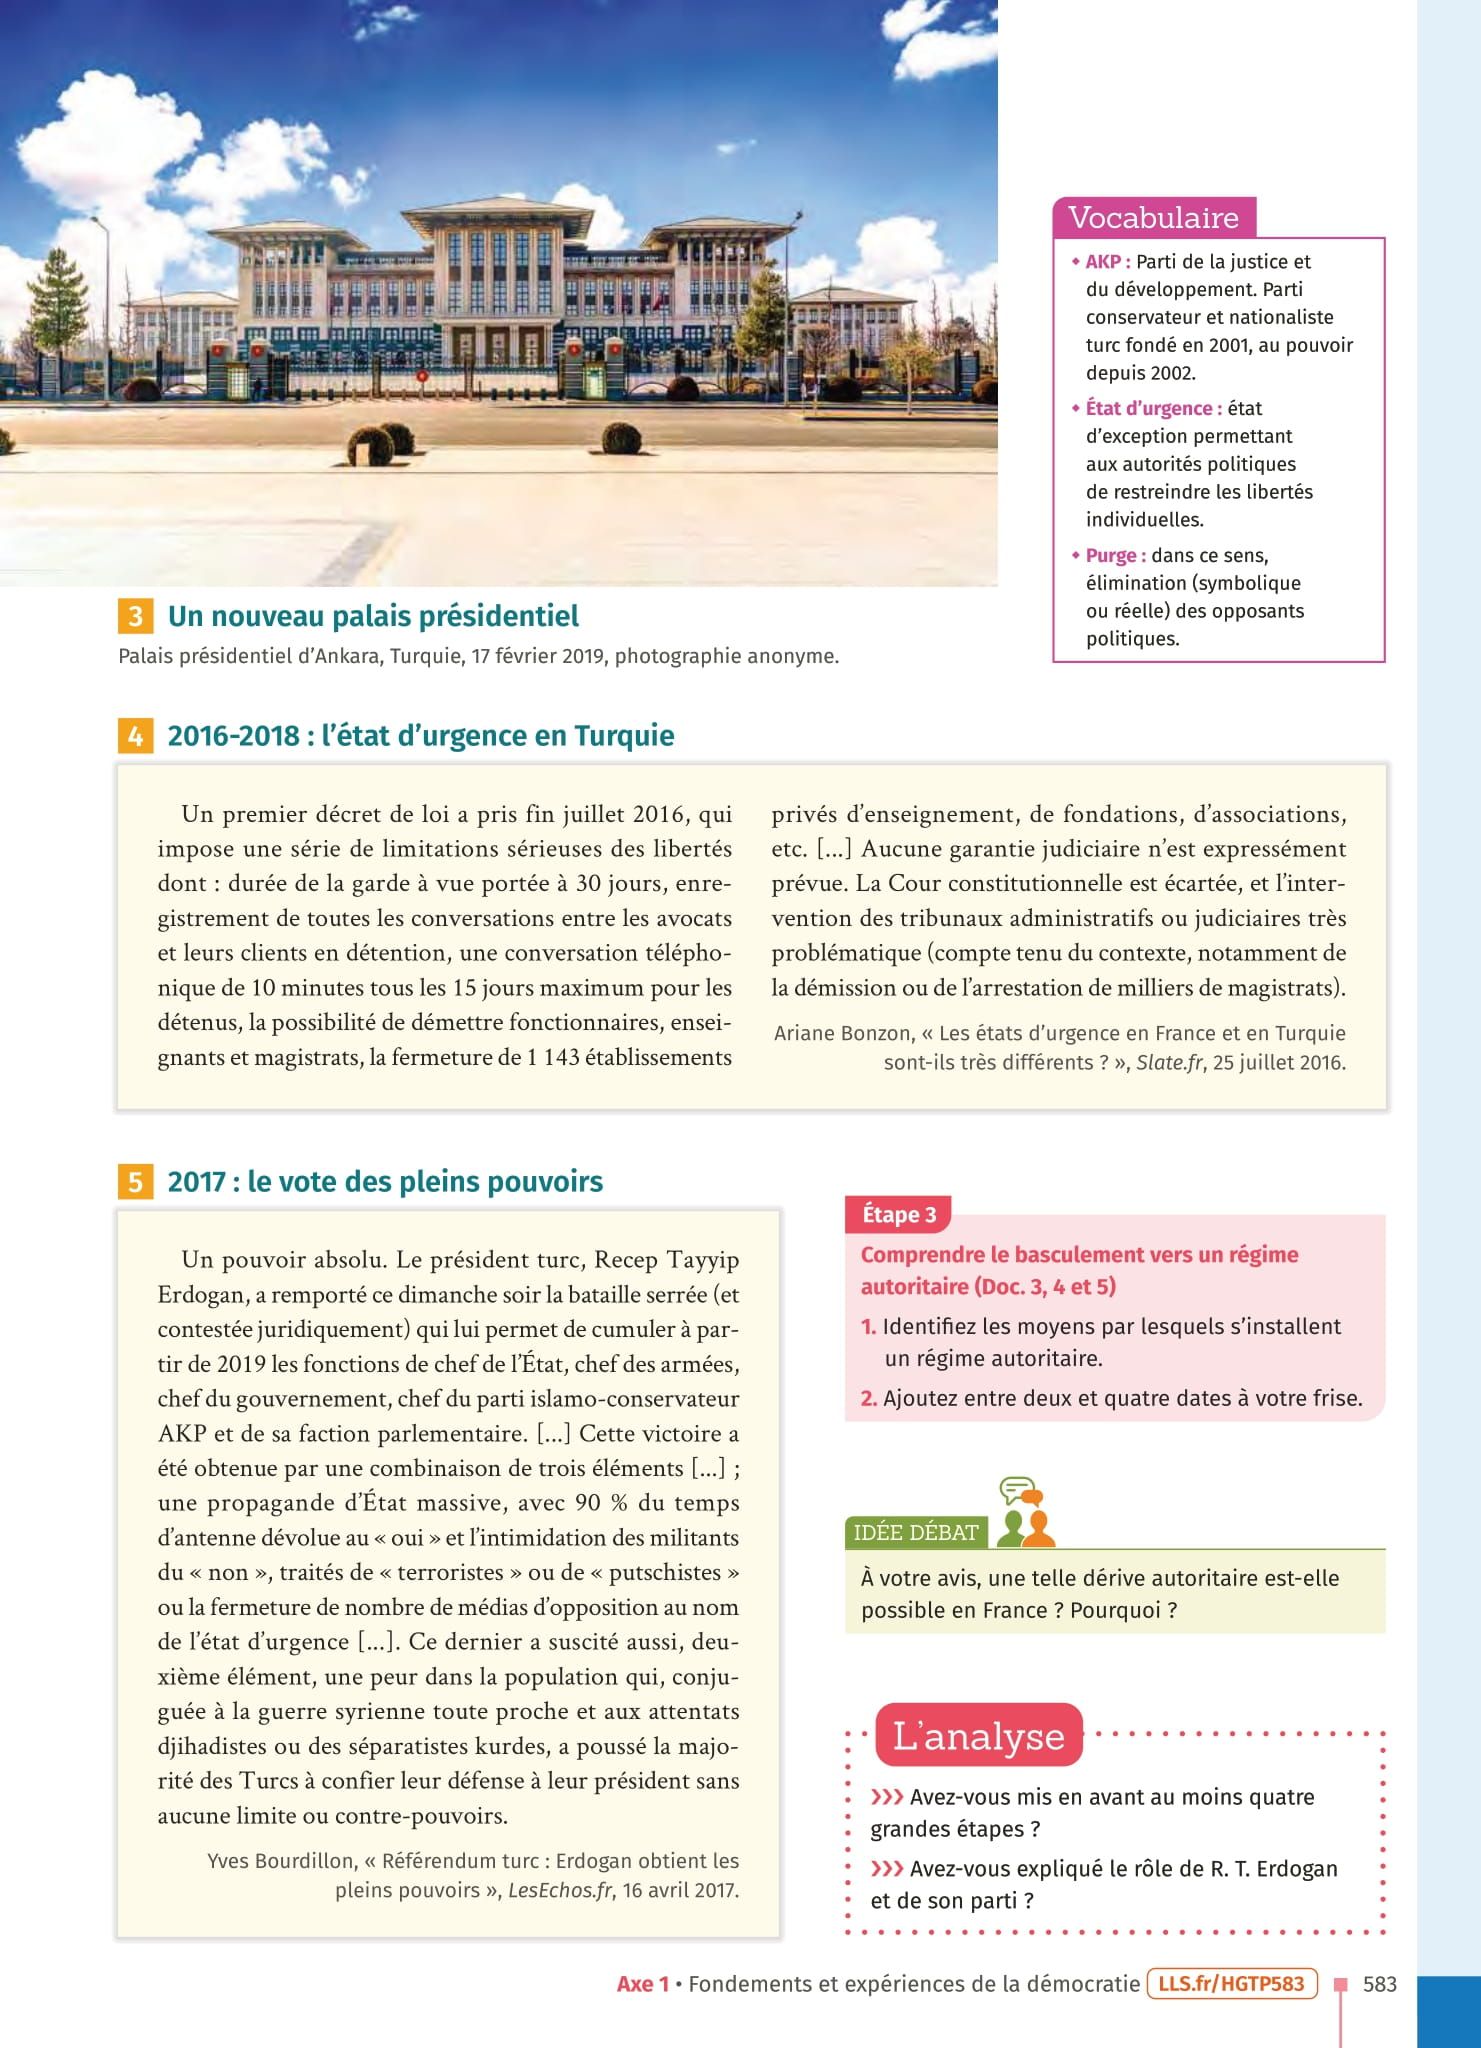 Vocabulaire
• AKP : Parti de la justice et
du développement. Parti
conservateur et nationaliste
turc fondé en 2001, au pouvoir
depuis 2002.
• État d’urgence : état
d’exception permettant
aux autorités politiques
de restreindre les libertés
individuelles.
• Purge : dans ce sens,
élimination (symbolique
ou réelle) des opposants
politiques.
3 Un nouveau palais présidentiel
Palais présidentiel d’Ankara, Turquie, 17 février 2019, photographie anonyme.
4 2016-2018 : l’état d’urgence en Turquie
Un premier décret de loi a pris fin juillet 2016, qui
impose une série de limitations sérieuses des libertés
dont : durée de la garde à vue portée à 30 jours, enre-
gistrement de toutes les conversations entre les avocats
et leurs clients en détention, une conversation télépho-
nique de 10 minutes tous les 15 jours maximum pour les
détenus, la possibilité de démettre fonctionnaires, ensei-
gnants et magistrats, la fermeture de 1 143 établissements
privés d’enseignement, de fondations, d’associations,
etc. [...] Aucune garantie judiciaire n’est expressément
prévue. La Cour constitutionnelle est écartée, et l’inter-
vention des tribunaux administratifs ou judiciaires très
problématique (compte tenu du contexte, notamment de
la démission ou de l’arrestation de milliers de magistrats).
Ariane Bonzon, « Les états d’urgence en France et en Turquie
sont-ils très différents ? », Slate.fr, 25 juillet 2016.
5 2017 : le vote des pleins pouvoirs
Un pouvoir absolu. Le président turc, Recep Tayyip
Erdogan, a remporté ce dimanche soir la bataille serrée (et
contestée juridiquement) qui lui permet de cumuler à par-
tir de 2019 les fonctions de chef de l’État, chef des armées,
chef du gouvernement, chef du parti islamo-conservateur
AKP et de sa faction parlementaire. [...] Cette victoire a
été obtenue par une combinaison de trois éléments [...] ;
une propagande d’État massive, avec 90 % du temps
d’antenne dévolue au « oui » et l’intimidation des militants
du « non », traités de « terroristes » ou de « putschistes »
ou la fermeture de nombre de médias d’opposition au nom
de l’état d’urgence [...]. Ce dernier a suscité aussi, deu-
xième élément, une peur dans la population qui, conju-
guée à la guerre syrienne toute proche et aux attentats
djihadistes ou des séparatistes kurdes, a poussé la majo-
rité des Turcs à confier leur défense à leur président sans
aucune limite ou contre-pouvoirs.
Yves Bourdillon, « Référendum turc : Erdogan obtient les
pleins pouvoirs », LesEchos.fr, 16 avril 2017.
Étape 3
Comprendre le basculement vers un régime
autoritaire (Doc. 3, 4 et 5)
1. Identifiez les moyens par lesquels s’installent
un régime autoritaire.
2. Ajoutez entre deux et quatre dates à votre frise.
IDÉE DÉBAT
À votre avis, une telle dérive autoritaire est-elle
possible en France ? Pourquoi ?
L’analyse
❯❯❯ Avez-vous mis en avant au moins quatre
grandes étapes ?
❯❯❯ Avez-vous expliqué le rôle de R. T. Erdogan
et de son parti ?
Axe 1 • Fondements et expériences de la démocratie LLS.fr/HGTP583 583